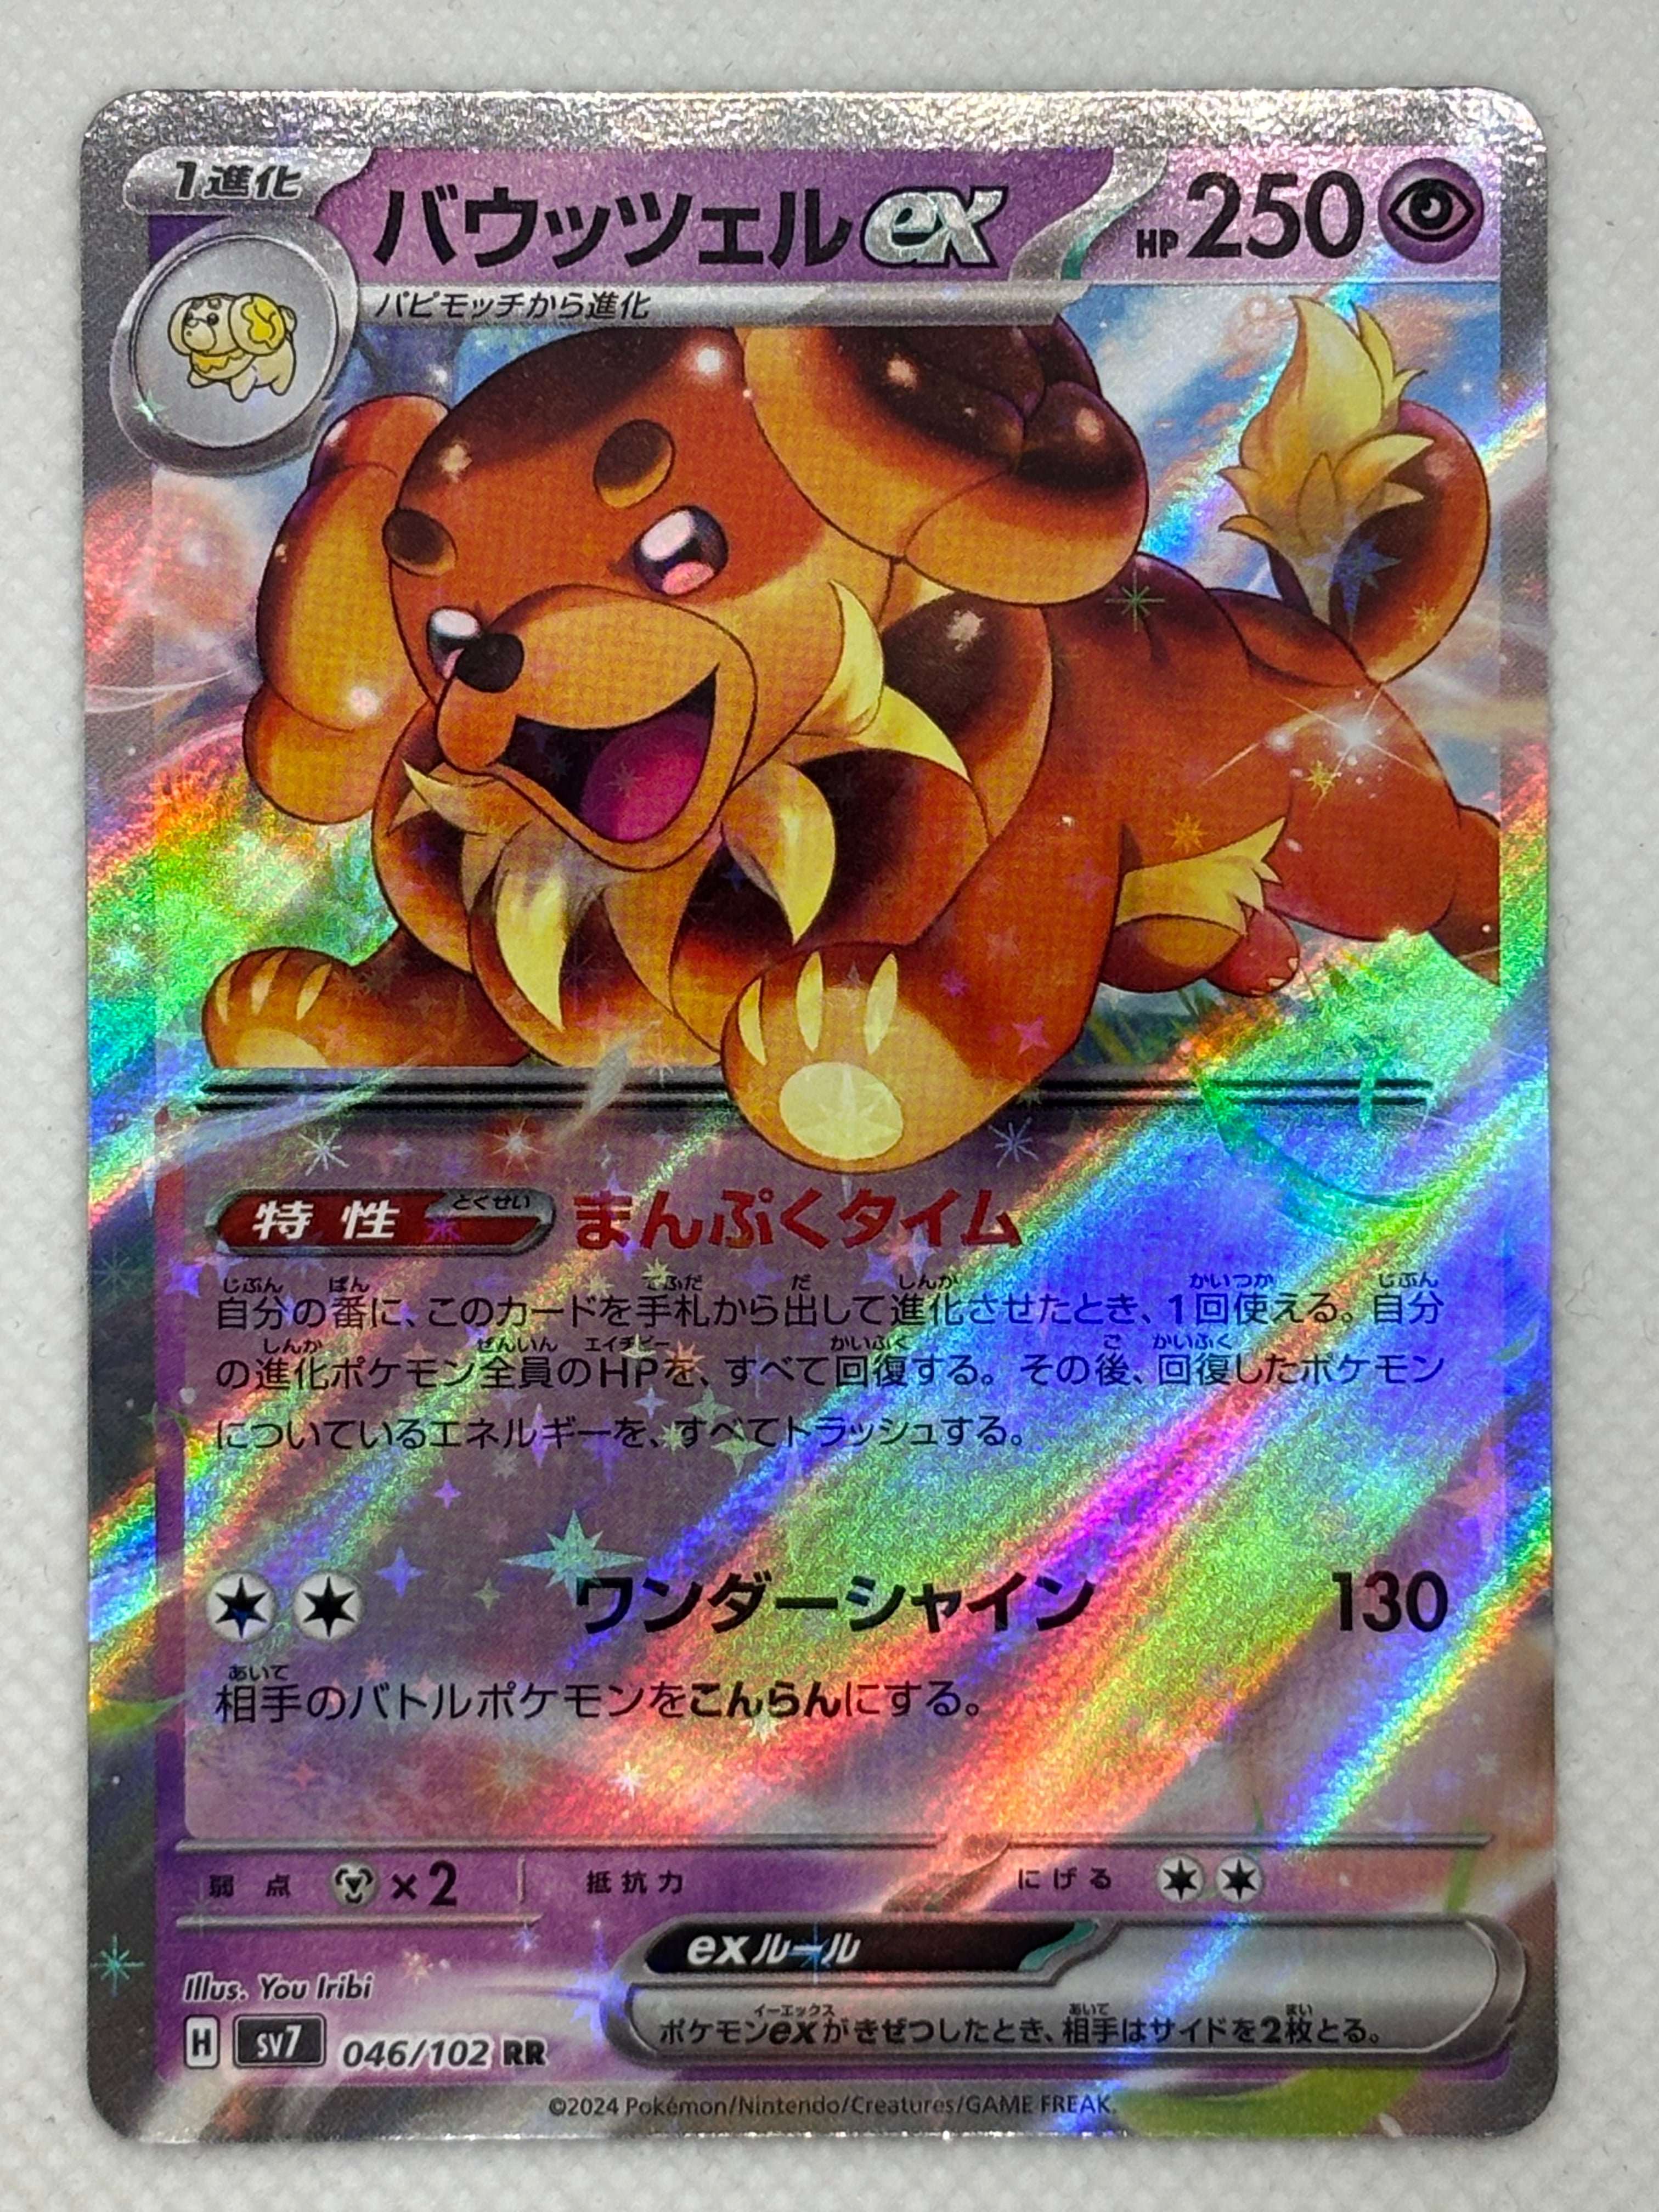 1進化
バウッツェルex
HP250
パピモッチから進化
特性
とくせい
まんぷくタイム
じぶん ばん てふだ だ しんか かいつか じぶん
自分の番に、このカードを手札から出して進化させたとき、1回使える。自分
しんか ぜんいん エイチピー かいふく ご かいふく
の進化ポケモン全員のHPを、すべて回復する。その後、回復したポケモン
についているエネルギーを、すべてトラッシュする。
ワンダーシャイン 130
あいて
相手のバトルポケモンをこんらんにする。
弱点 ×2 抵抗力 にげる
exルール
イーエックス あいて まい
ポケモンexがきぜつしたとき、相手はサイドを2枚とる。
Illus. You Iribi
H SV7 046/102 RR
©2024 Pokémon/Nintendo/Creatures/GAME FREAK.